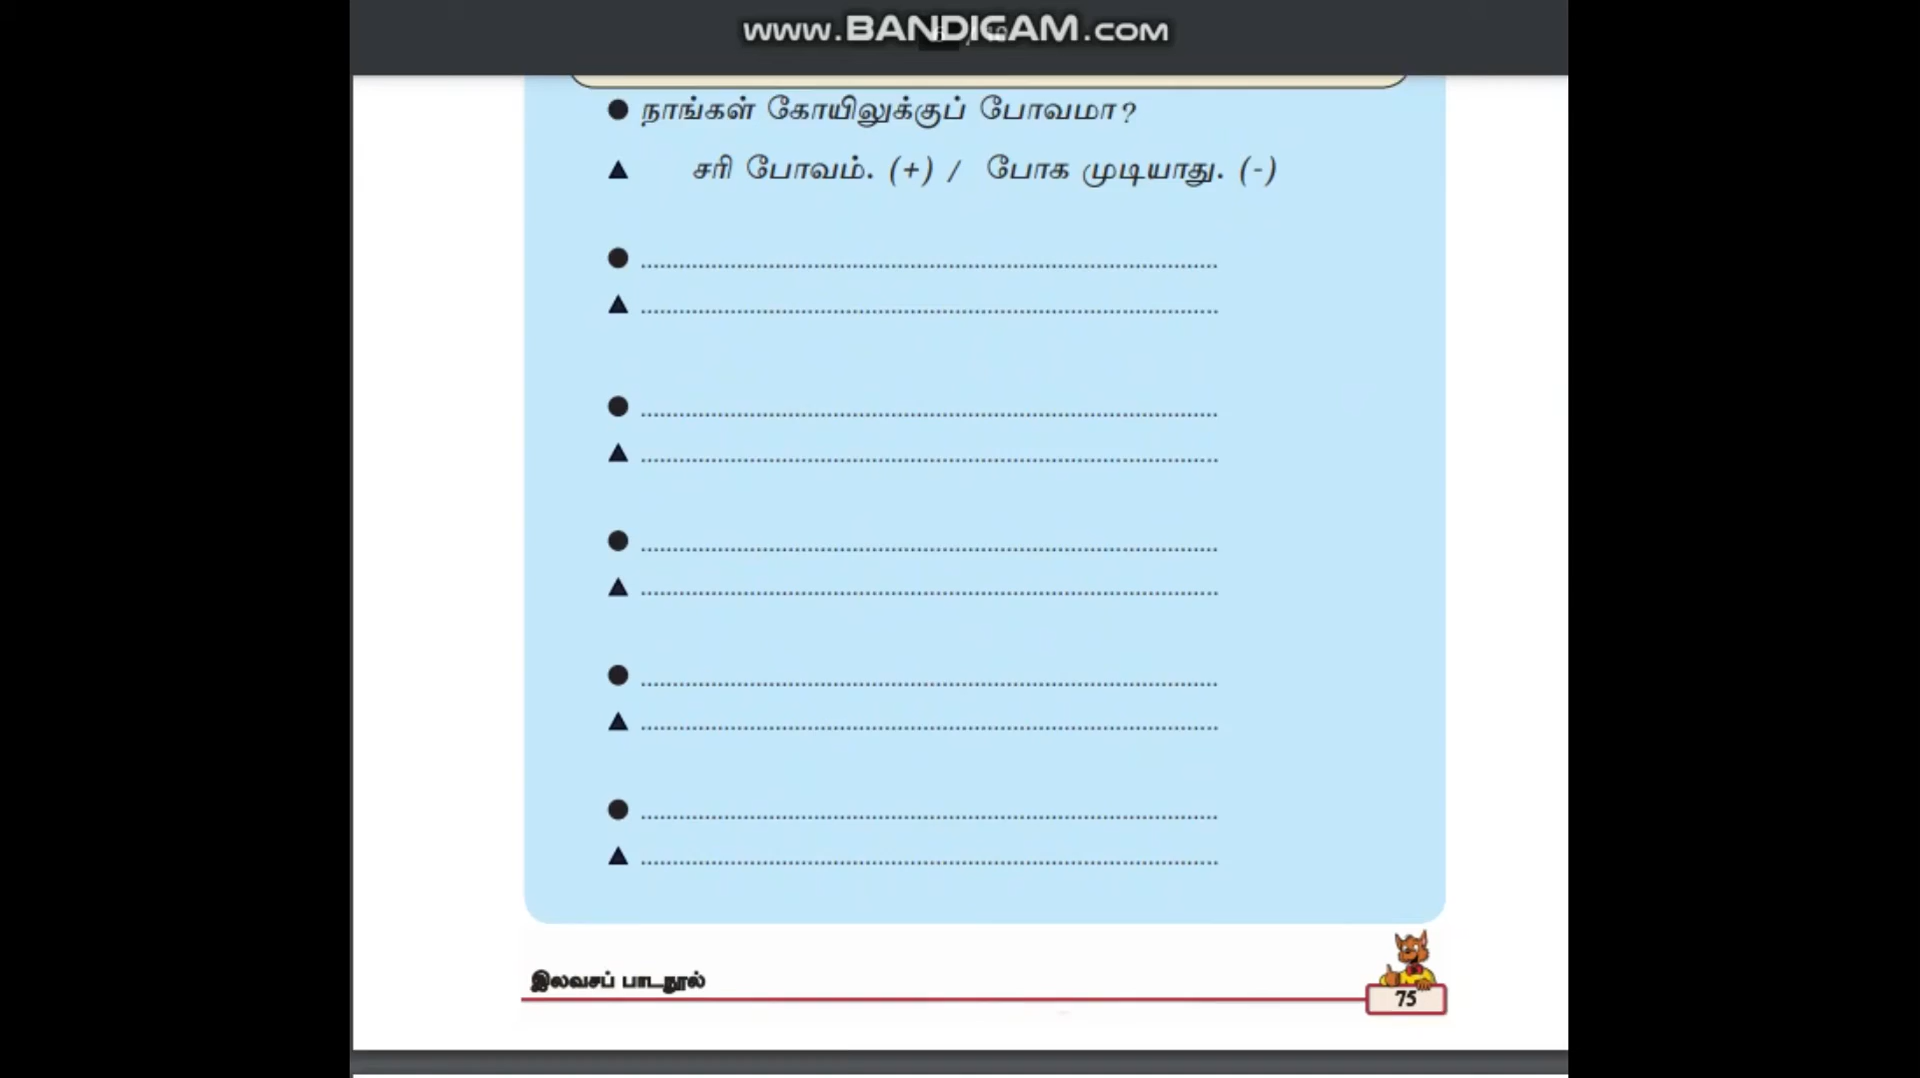 www.BANDICAM.com
● நாங்கள் கோயிலுக்குப் போவமா?
▲ சரி போவம். (+) / போக முடியாது. (-)
● ................................................
▲ ................................................
● ................................................
▲ ................................................
● ................................................
▲ ................................................
● ................................................
▲ ................................................
● ................................................
▲ ................................................
இலவசப் பாடநூல்
75